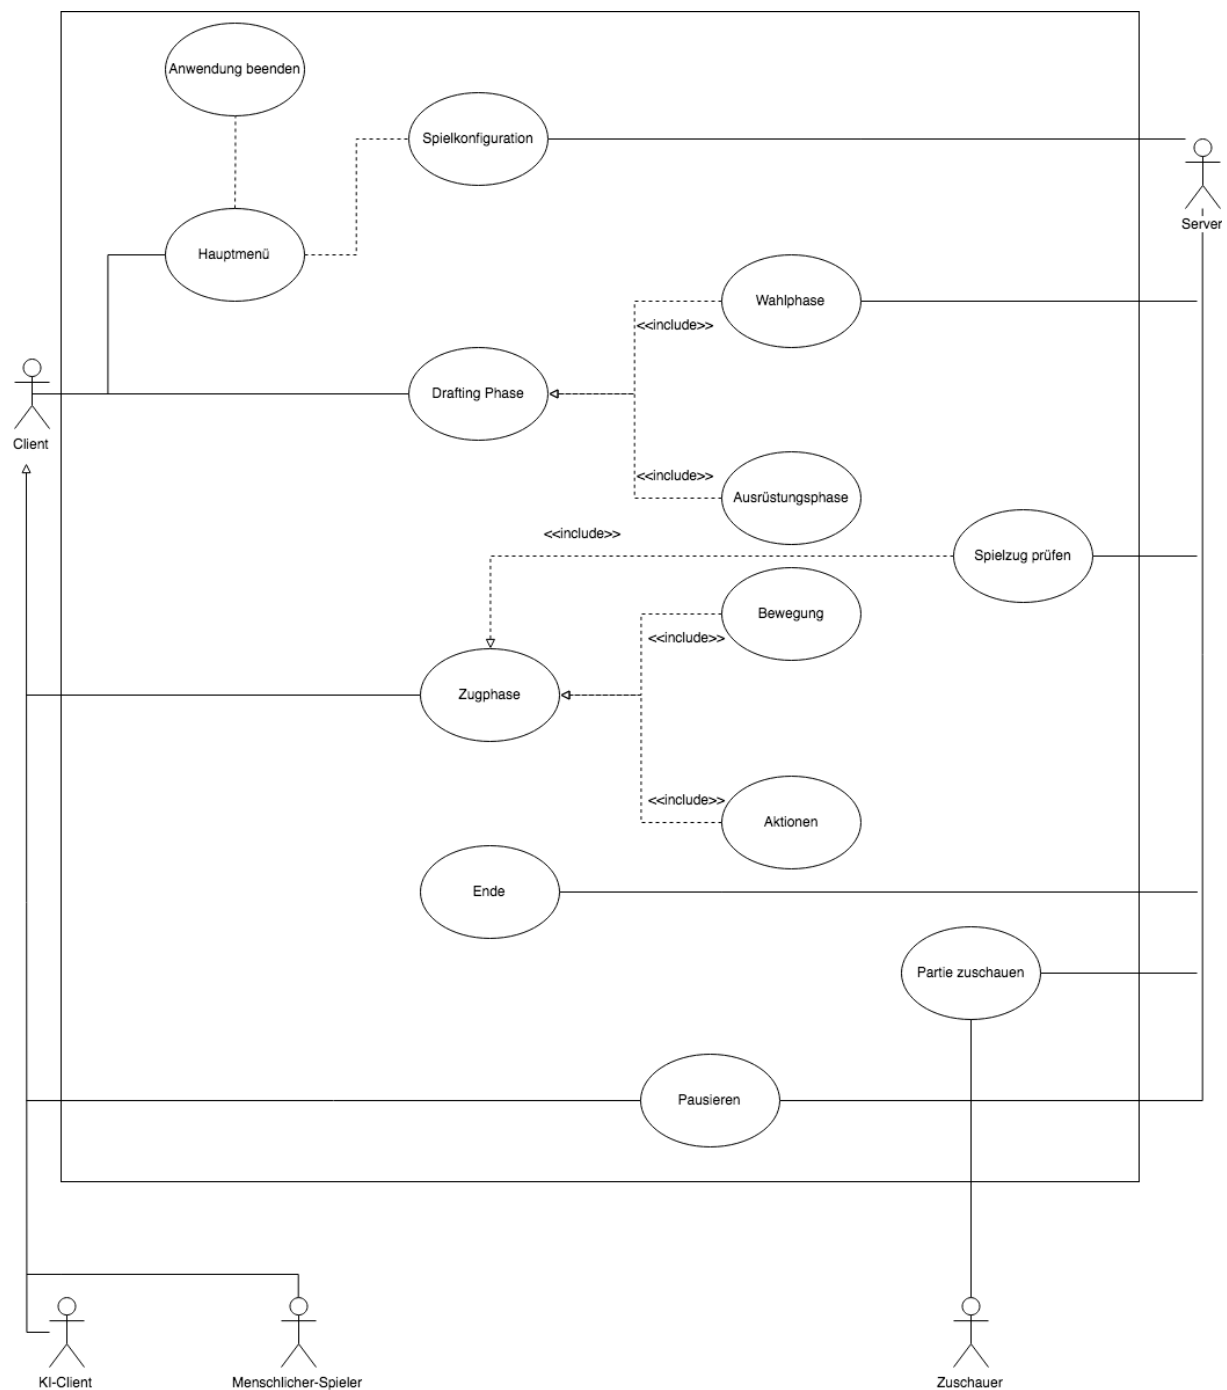 Anwendung beenden
Spielkonfiguration
Server
Hauptmenü
Wahlphase
<<include>>
Drafting Phase
Client
<<include>>
Ausrüstungsphase
<<include>>
Spielzug prüfen
Bewegung
<<include>>
Zugphase
<<include>>
Aktionen
Ende
Partie zuschauen
Pausieren
KI-Client
Menschlicher-Spieler
Zuschauer